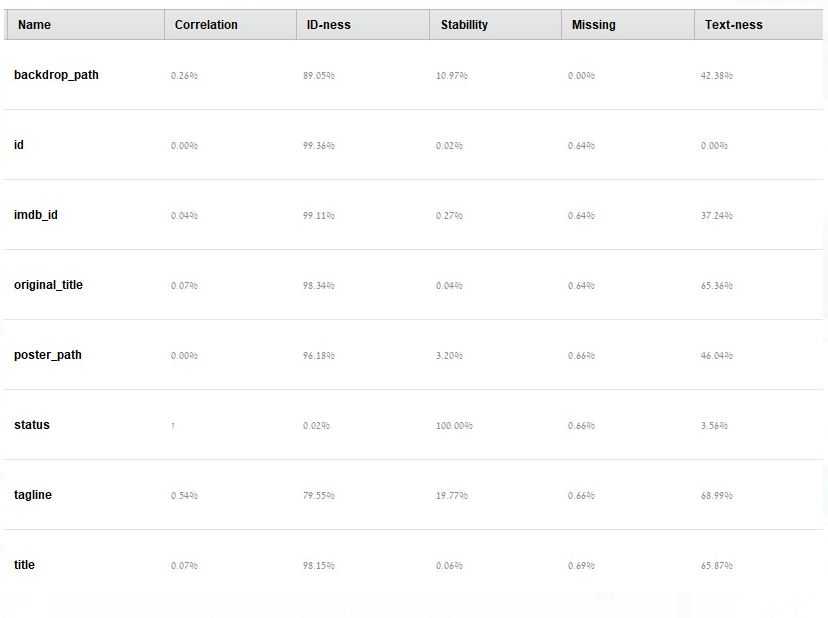 Name Correlation ID-ness Stabillity Missing Text-ness
backdrop_path 0.26% 89.05% 10.97% 0.00% 42.38%
id 0.00% 99.36% 0.02% 0.64% 0.00%
imdb_id 0.04% 99.11% 0.27% 0.64% 37.24%
original_title 0.07% 98.34% 0.04% 0.64% 65.36%
poster_path 0.00% 96.18% 3.20% 0.66% 46.04%
status ? 0.02% 100.00% 0.66% 3.56%
tagline 0.54% 79.55% 19.77% 0.66% 68.99%
title 0.07% 98.15% 0.06% 0.69% 65.87%